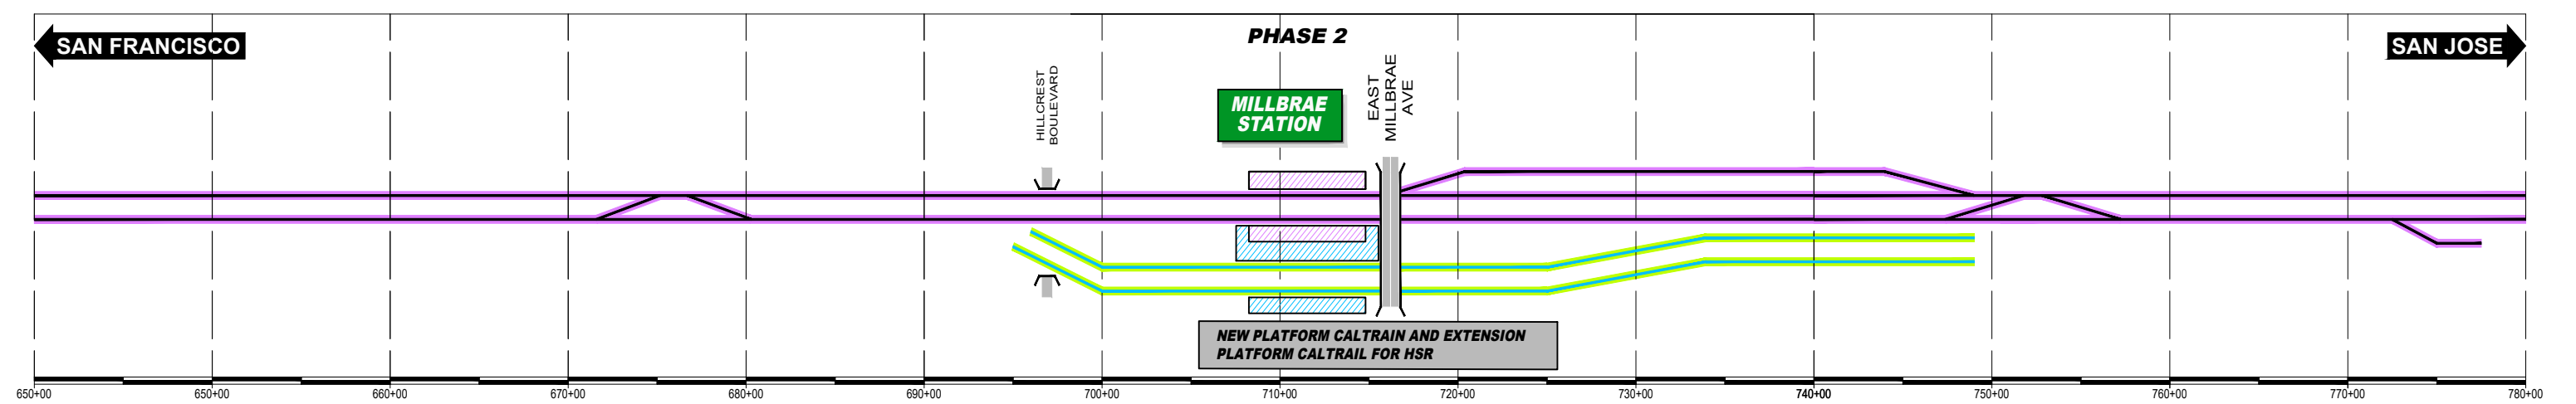 PHASE 2
SAN FRANCISCO
SAN JOSE
HILLCREST
BOULEVARD
MILLBRAE
STATION
EAST
MILLBRAE
AVE
NEW PLATFORM CALTRAIN AND EXTENSION
PLATFORM CALTRAIL FOR HSR
650+00 650+00 660+00 670+00 680+00 690+00 700+00 710+00 720+00 730+00 740+00 750+00 760+00 770+00 780+00